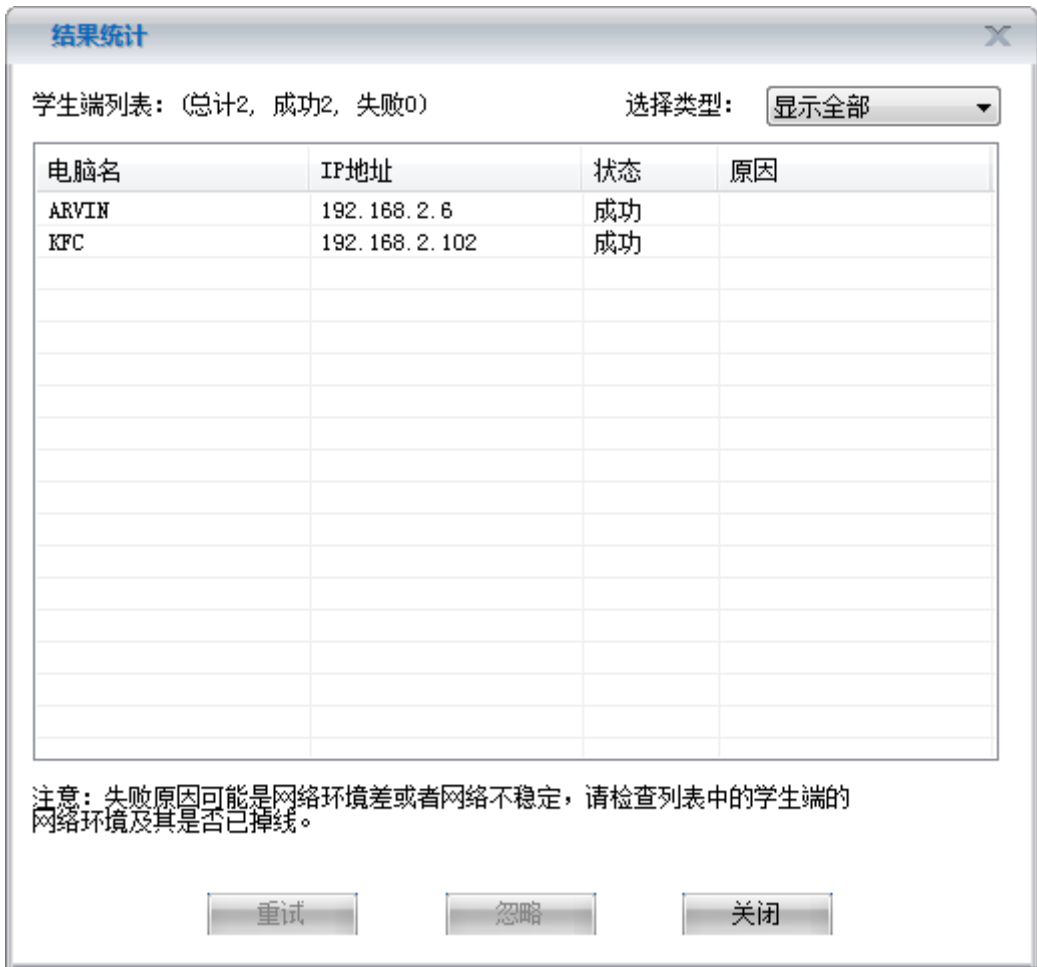 结果统计
学生端列表：(总计2, 成功2, 失败0) 选择类型： 显示全部
电脑名 IP地址 状态 原因
ARVIN 192.168.2.6 成功
KFC 192.168.2.102 成功
注意：失败原因可能是网络环境差或者网络不稳定，请检查列表中的学生端的
网络环境及其是否已掉线。
重试 忽略 关闭